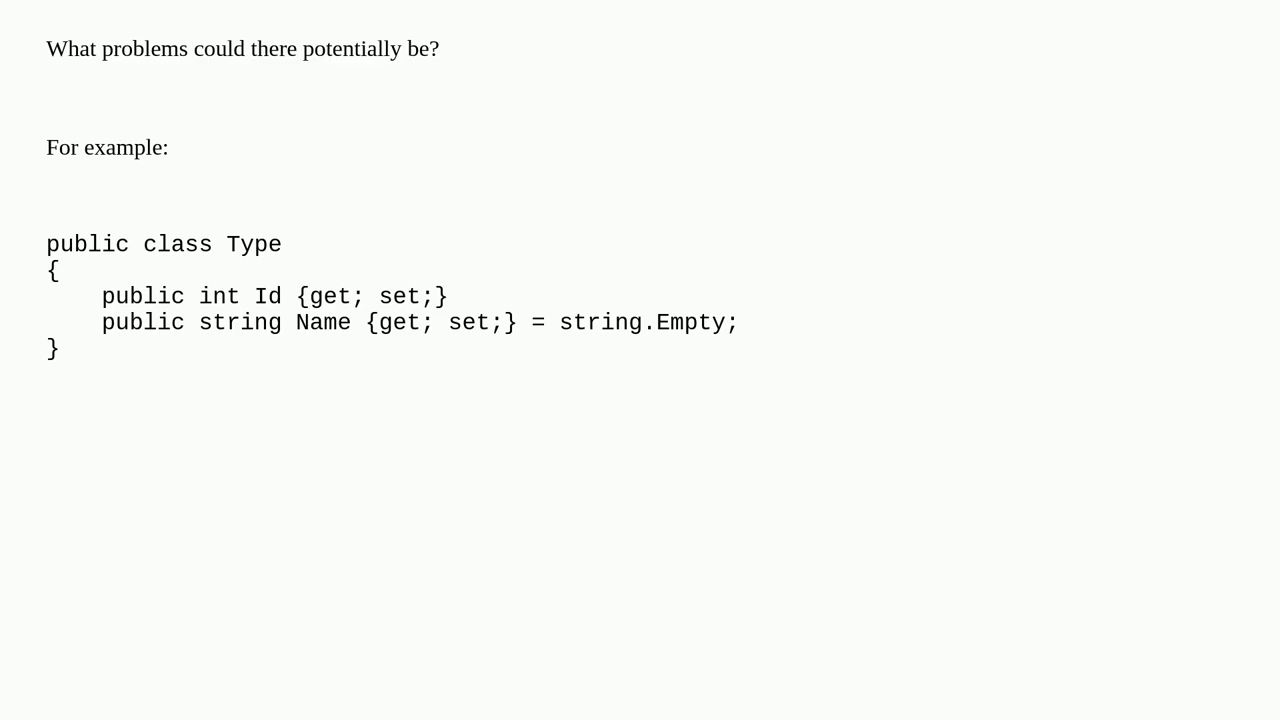 What problems could there potentially be?
For example:
public class Type
{
    public int Id {get; set;}
    public string Name {get; set;} = string.Empty;
}